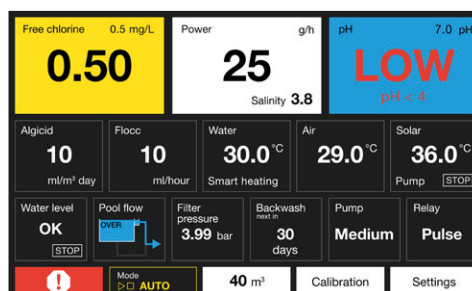 Free chlorine 0.5 mg/L
0.50
Power g/h
25
Salinity 3.8
pH 7.0 pH
LOW
pH < 4
Algicid
10
ml/m³ day
Flocc
10
ml/hour
Water
30.0 °C
Smart heating
Air
29.0 °C
Solar
36.0 °C
Pump STOP
Water level
OK
STOP
Pool flow
OVER
Filter
pressure
3.99 bar
Backwash
next in
30
days
Pump
Medium
Relay
Pulse
!
Mode
AUTO
40 m³
Calibration
Settings